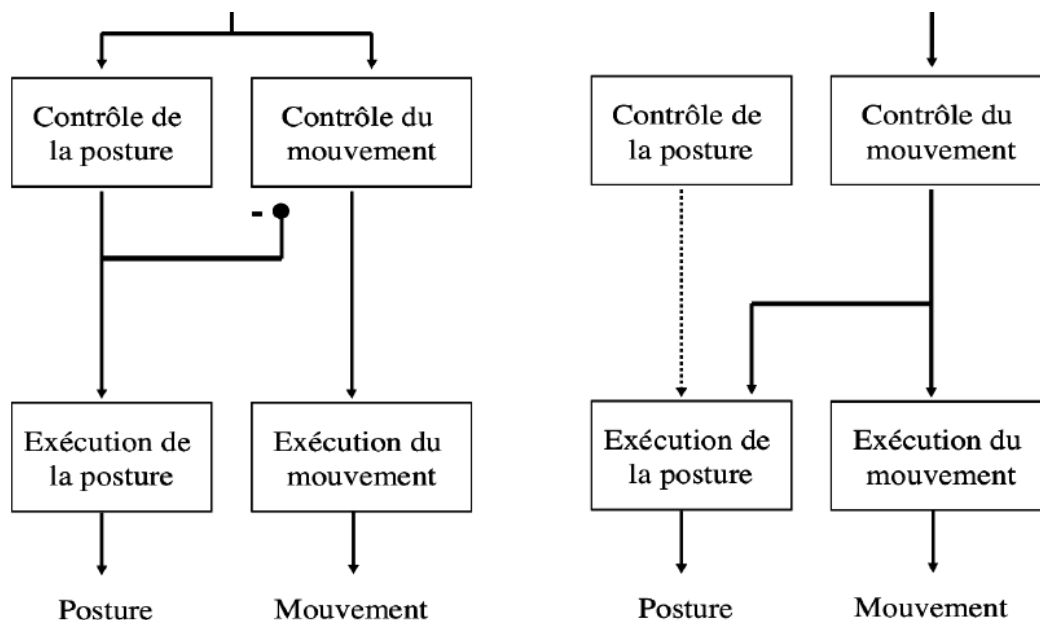 Contrôle de
la posture
Contrôle du
mouvement
-
Exécution de
la posture
Exécution du
mouvement
Posture
Mouvement
Contrôle de
la posture
Contrôle du
mouvement
Exécution de
la posture
Exécution du
mouvement
Posture
Mouvement